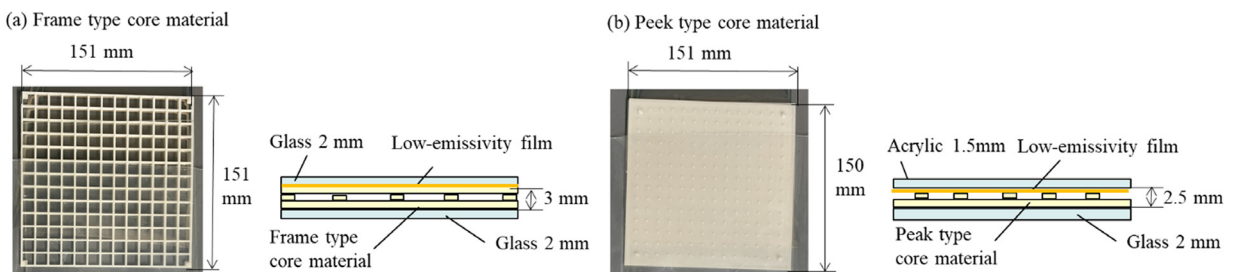 (a) Frame type core material
151 mm
151
mm
Glass 2 mm
Low-emissivity film
3 mm
Frame type
core material
Glass 2 mm
(b) Peek type core material
151 mm
150
mm
Acrylic 1.5mm
Low-emissivity film
2.5 mm
Peak type
core material
Glass 2 mm